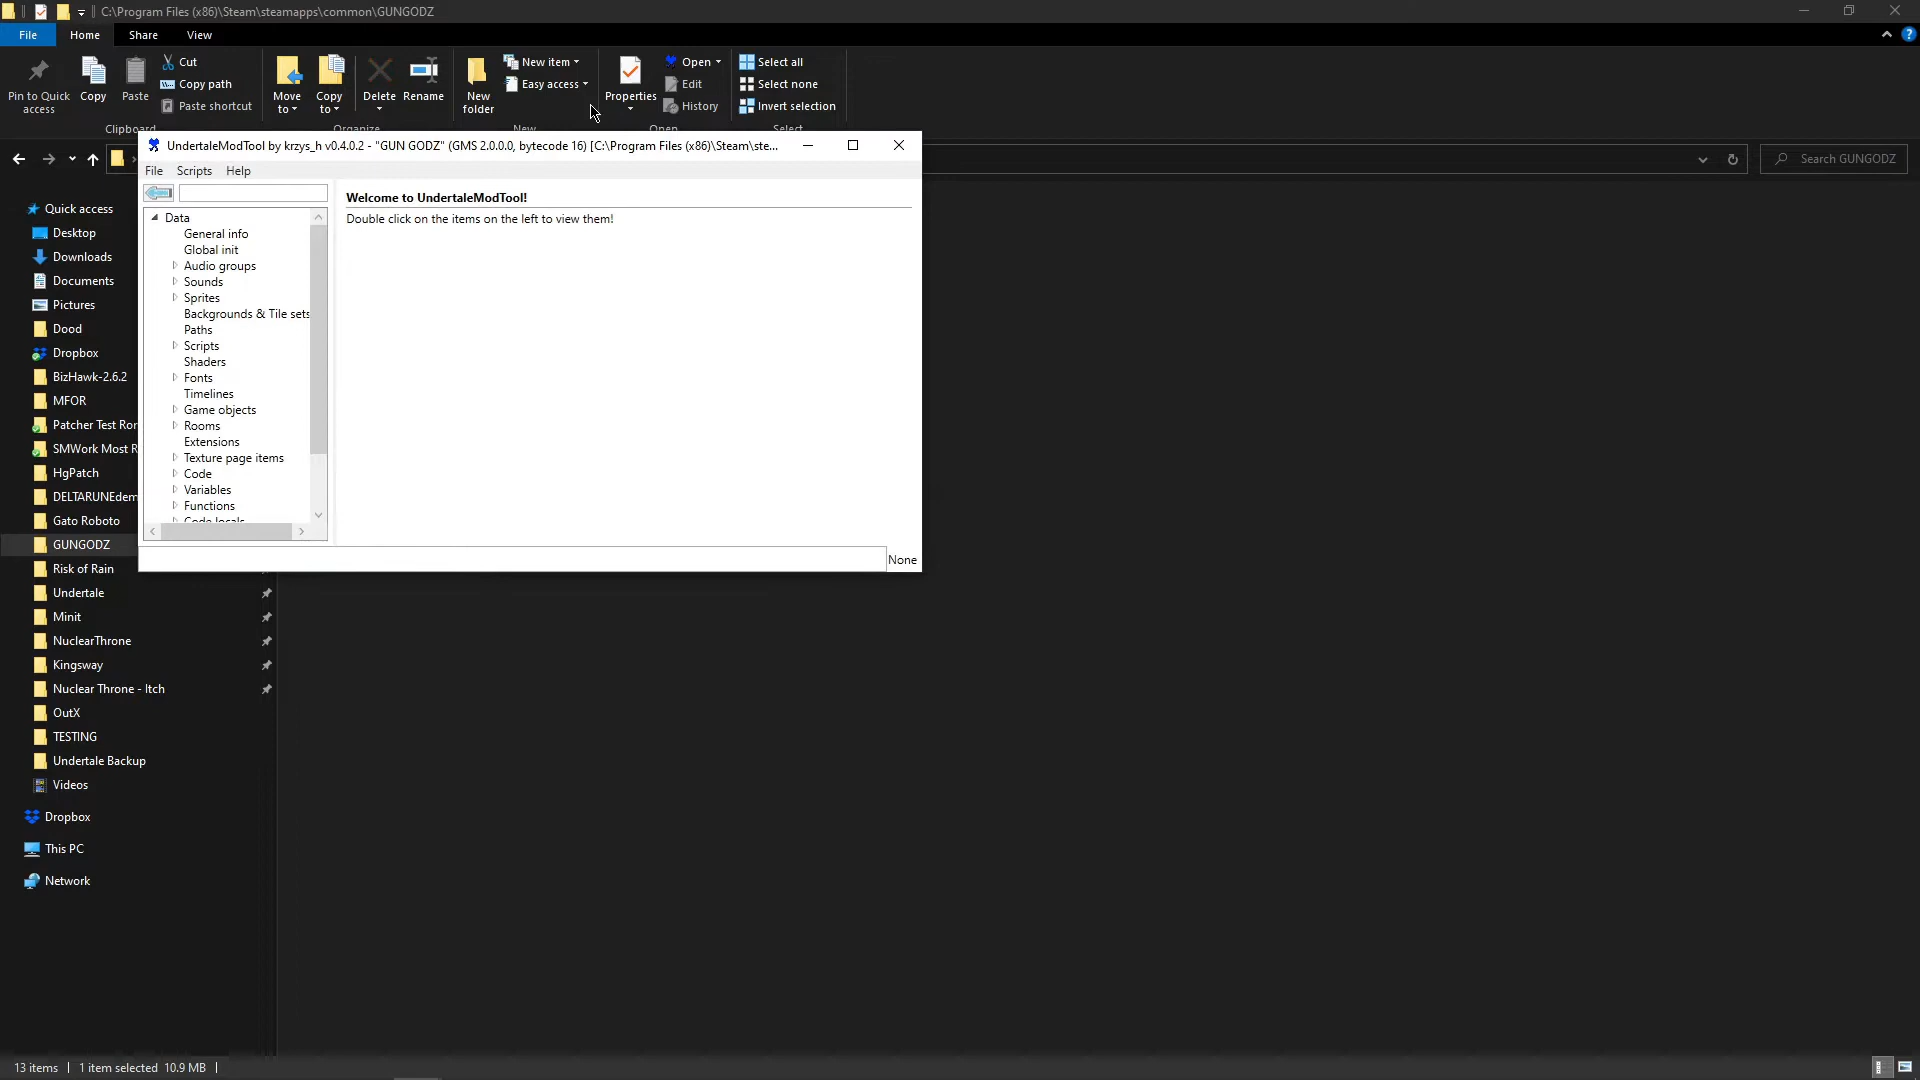 C:\Program Files (x86)\Steam\steamapps\common\GUNGODZ
File Home Share View
Pin to Quick access
Copy
Paste
Cut
Copy path
Paste shortcut
Clipboard
Move to
Copy to
Delete
Rename
Organize
New folder
New item
Easy access
New
Properties
Open
Edit
History
Open
Select all
Select none
Invert selection
Select
Search GUNGODZ
UndertaleModTool by krzys_h v0.4.0.2 - "GUN GODZ" (GMS 2.0.0.0, bytecode 16) [C:\Program Files (x86)\Steam\ste...
File Scripts Help
Data
General info
Global init
Audio groups
Sounds
Sprites
Backgrounds & Tile sets
Paths
Scripts
Shaders
Fonts
Timelines
Game objects
Rooms
Extensions
Texture page items
Code
Variables
Functions
Code locals
Welcome to UndertaleModTool!
Double click on the items on the left to view them!
None
Quick access
Desktop
Downloads
Documents
Pictures
Dood
Dropbox
BizHawk-2.6.2
MFOR
Patcher Test Ror
SMWork Most R
HgPatch
DELTARUNEdem
Gato Roboto
GUNGODZ
Risk of Rain
Undertale
Minit
NuclearThrone
Kingsway
Nuclear Throne - Itch
OutX
TESTING
Undertale Backup
Videos
Dropbox
This PC
Network
13 items 1 item selected 10.9 MB